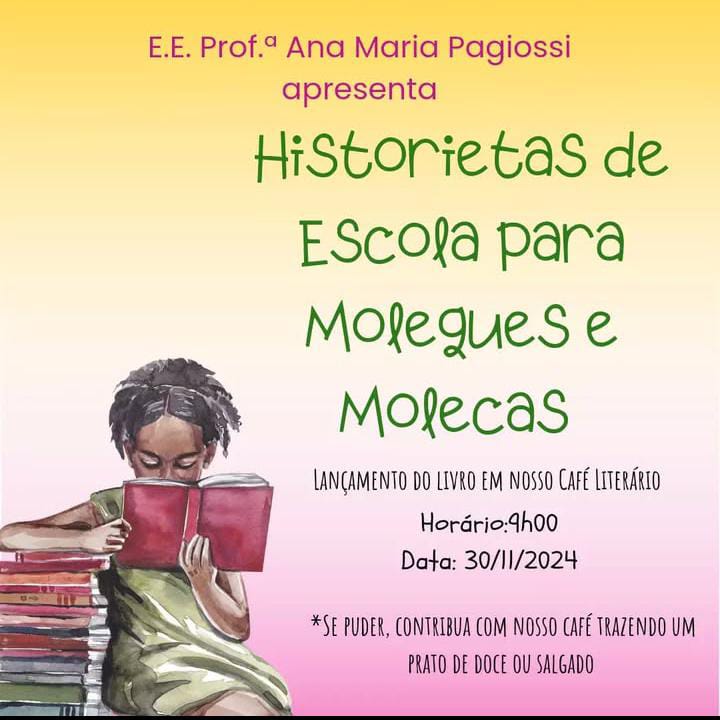 E.E. Prof.ª Ana Maria Pagiossi
apresenta
Historietas de
Escola para
Moleques e
Molecas
Lançamento do livro em nosso Café Literário
Horário:9h00
Data: 30/11/2024
*Se puder, contribua com nosso café trazendo um
prato de doce ou salgado